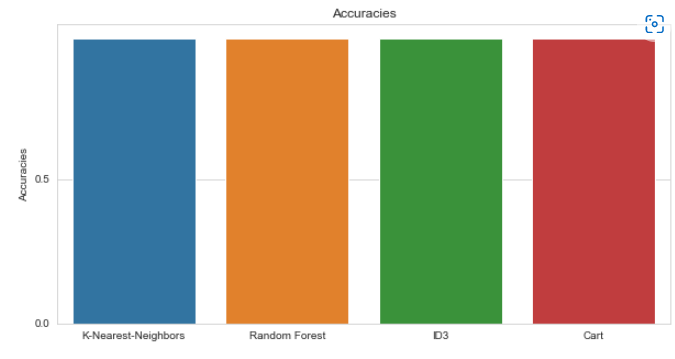 Accuracies
Accuracies
0.5
0.0
K-Nearest-Neighbors Random Forest ID3 Cart